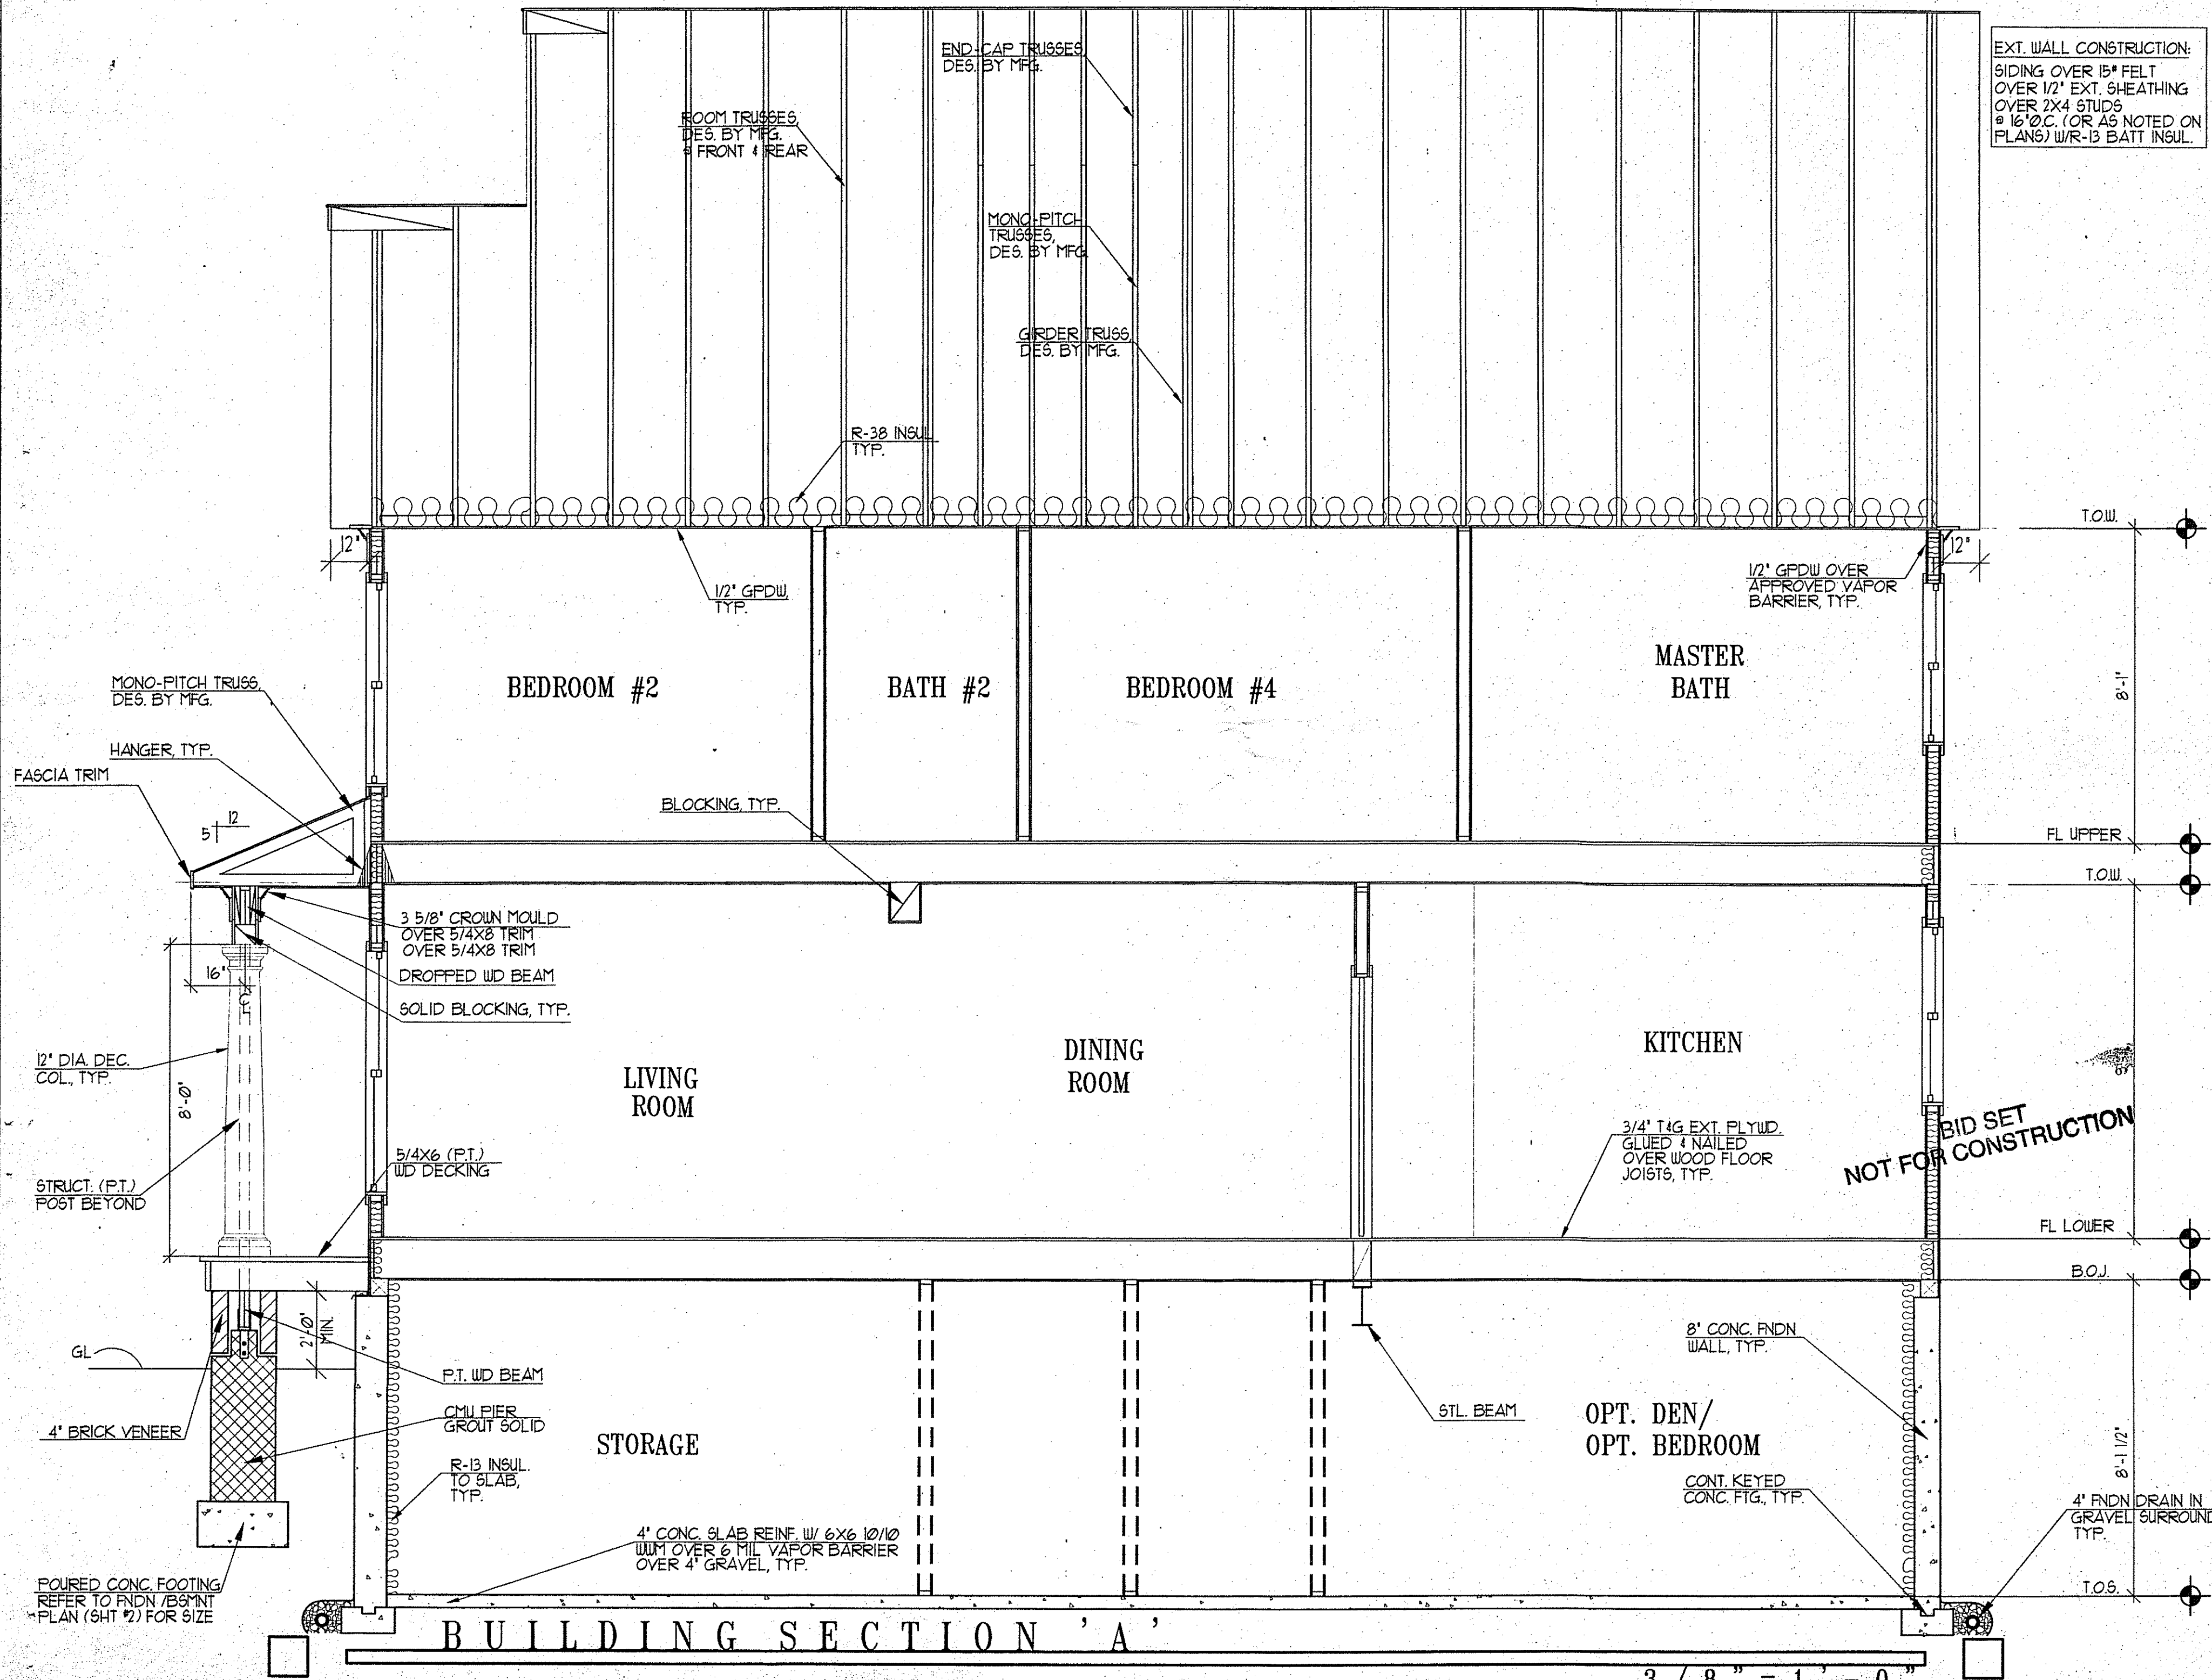 EXT. WALL CONSTRUCTION:
SIDING OVER 15# FELT
OVER 1/2" EXT. SHEATHING
OVER 2X4 STUDS
@ 16"O.C. (OR AS NOTED ON
PLANS) W/R-13 BATT INSUL.
END-CAP TRUSSES,
DES. BY MFG.
ROOM TRUSSES,
DES. BY MFG.
@ FRONT & REAR
MONO-PITCH
TRUSSES,
DES. BY MFG.
GIRDER TRUSS,
DES. BY MFG.
R-38 INSUL
TYP.
T.O.W.
12"
12"
1/2" GPDW,
TYP.
1/2" GPDW OVER
APPROVED VAPOR
BARRIER, TYP.
BEDROOM #2
BATH #2
BEDROOM #4
MASTER
BATH
8'-1"
MONO-PITCH TRUSS,
DES. BY MFG.
HANGER, TYP.
FASCIA TRIM
12
5
BLOCKING, TYP.
FL UPPER
T.O.W.
3 5/8" CROWN MOULD
OVER 5/4X8 TRIM
OVER 5/4X8 TRIM
DROPPED WD BEAM
16"
CL
SOLID BLOCKING, TYP.
12" DIA. DEC.
COL., TYP.
8'-0"
LIVING
ROOM
DINING
ROOM
KITCHEN
5/4X6 (P.T.)
WD DECKING
3/4" T&G EXT. PLYWD.
GLUED & NAILED
OVER WOOD FLOOR
JOISTS, TYP.
BID SET
NOT FOR CONSTRUCTION
STRUCT. (P.T.)
POST BEYOND
FL LOWER
B.O.J.
2'-0"
MIN.
GL
P.T. WD BEAM
8" CONC. FNDN
WALL, TYP.
CMU PIER
GROUT SOLID
4" BRICK VENEER
STORAGE
STL. BEAM
OPT. DEN/
OPT. BEDROOM
8'-1 1/2"
R-13 INSUL.
TO SLAB,
TYP.
CONT. KEYED
CONC. FTG., TYP.
4" FNDN DRAIN IN
GRAVEL SURROUND
TYP.
4" CONC. SLAB REINF. W/ 6X6 10/10
WWM OVER 6 MIL VAPOR BARRIER
OVER 4" GRAVEL, TYP.
POURED CONC. FOOTING
REFER TO FNDN /BSMNT
PLAN (SHT #2) FOR SIZE
T.O.S.
BUILDING SECTION 'A'
3/8"=1'-0"